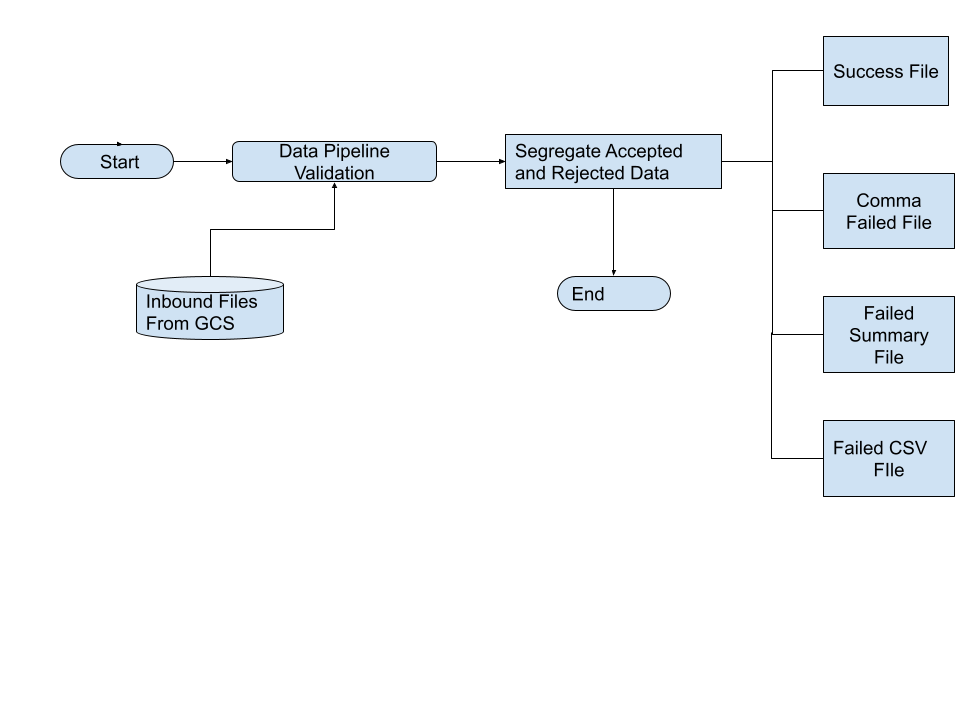 Start
Data Pipeline
Validation
Segregate Accepted
and Rejected Data
Inbound Files
From GCS
End
Success File
Comma
Failed File
Failed
Summary
File
Failed CSV
FIle